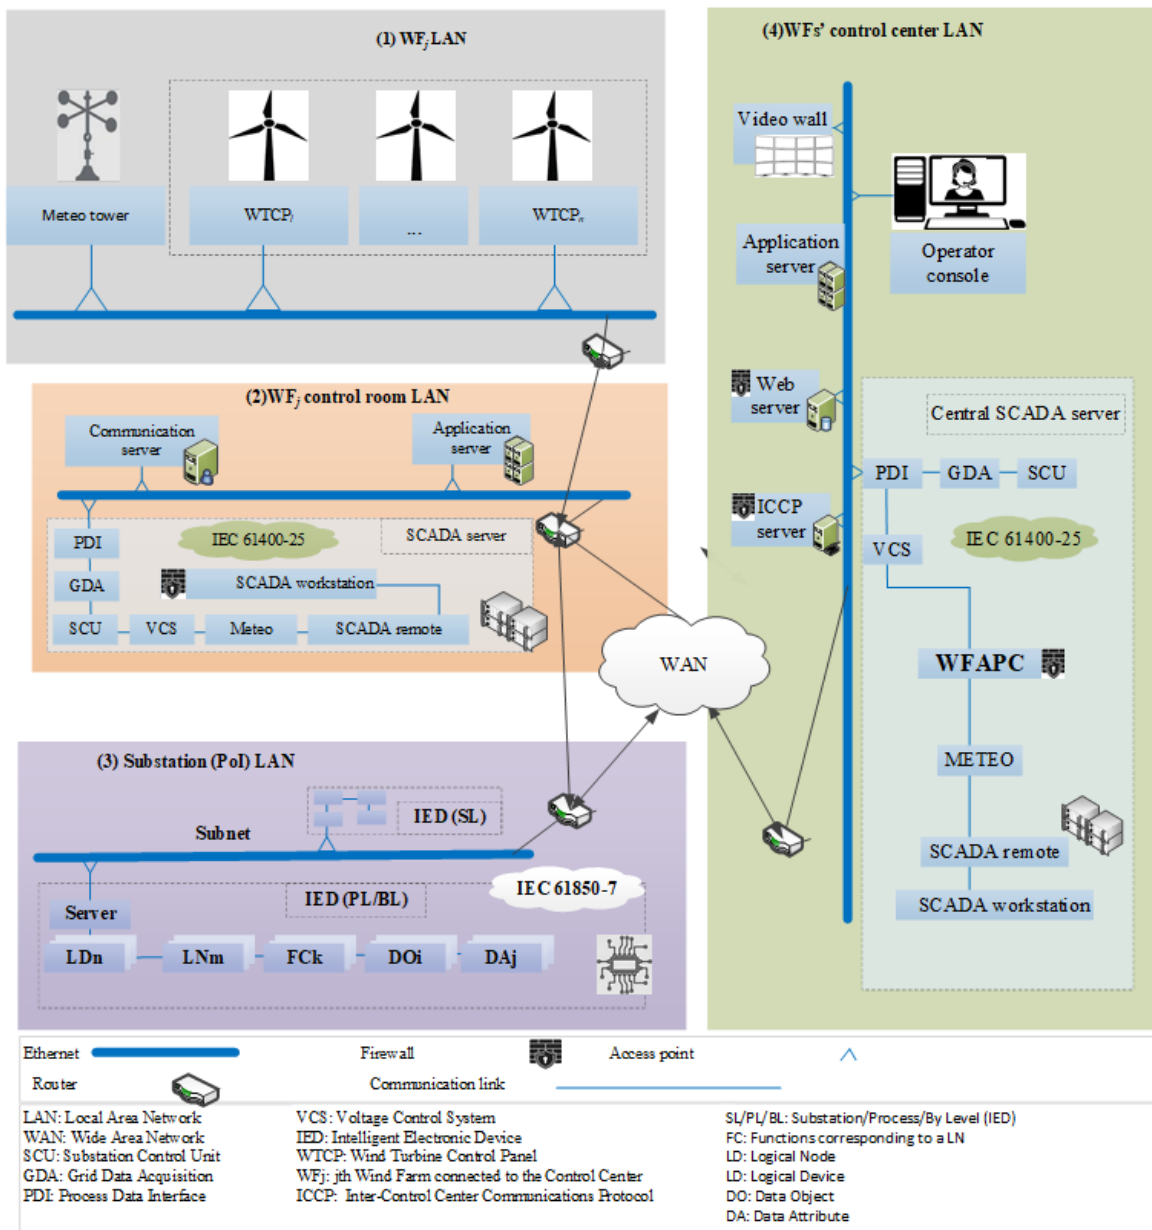 (1) WFj LAN
Meteo tower
WTCPl
...
WTCPn
(2)WFj control room LAN
Communication
server
Application
server
PDI
IEC 61400-25
SCADA server
GDA
SCADA workstation
SCU
VCS
Meteo
SCADA remote
WAN
(3) Substation (PoI) LAN
IED (SL)
Subnet
IEC 61850-7
IED (PL/BL)
Server
LDn
LNm
FCk
DOi
DAj
(4)WFs' control center LAN
Video wall
Application
server
Operator
console
Web
server
Central SCADA server
PDI
GDA
SCU
ICCP
server
VCS
IEC 61400-25
WFAPC
METEO
SCADA remote
SCADA workstation
Ethernet
Firewall
Access point
Router
Communication link
LAN: Local Area Network
WAN: Wide Area Network
SCU: Substation Control Unit
GDA: Grid Data Acquisition
PDI: Process Data Interface
VCS: Voltage Control System
IED: Intelligent Electronic Device
WTCP: Wind Turbine Control Panel
WFj: jth Wind Farm connected to the Control Center
ICCP: Inter-Control Center Communications Protocol
SL/PL/BL: Substation/Process/By Level (IED)
FC: Functions corresponding to a LN
LD: Logical Node
LD: Logical Device
DO: Data Object
DA: Data Attribute